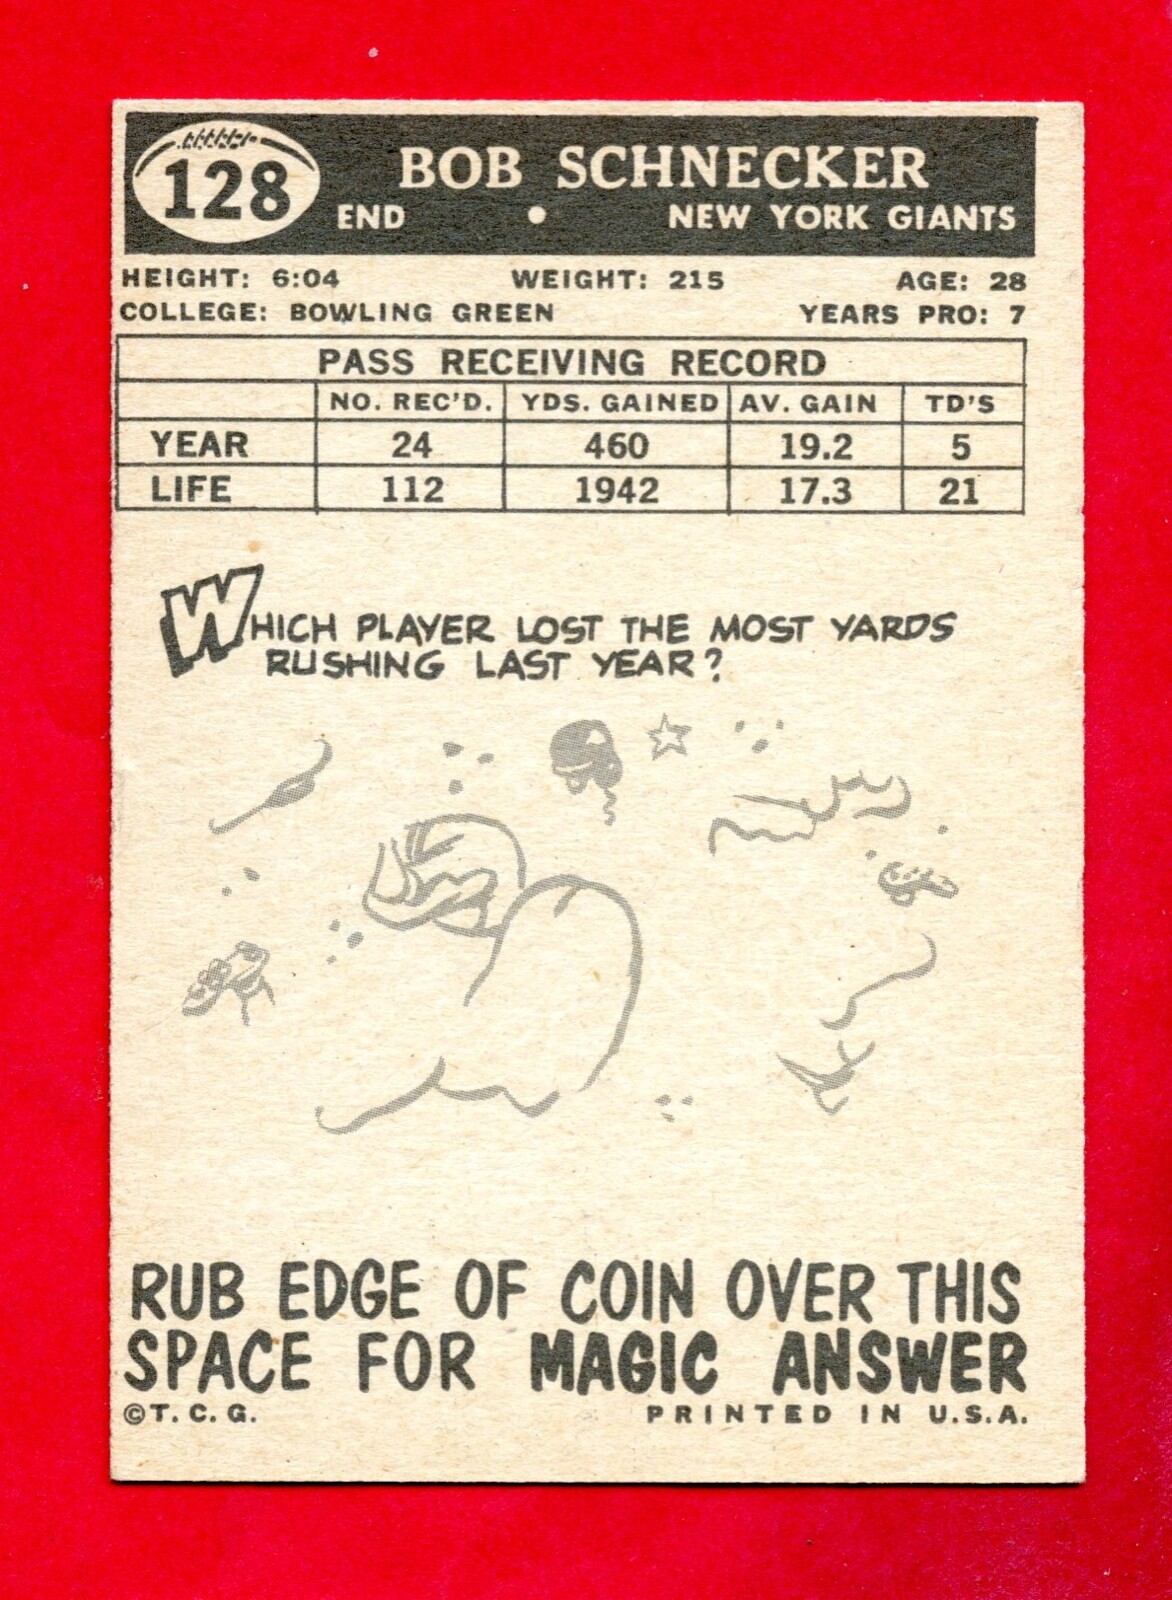 128
BOB SCHNECKER
END • NEW YORK GIANTS
HEIGHT: 6:04 WEIGHT: 215 AGE: 28
COLLEGE: BOWLING GREEN YEARS PRO: 7
PASS RECEIVING RECORD
NO. REC'D. YDS. GAINED AV. GAIN TD'S
YEAR 24 460 19.2 5
LIFE 112 1942 17.3 21
WHICH PLAYER LOST THE MOST YARDS
RUSHING LAST YEAR?
RUB EDGE OF COIN OVER THIS
SPACE FOR MAGIC ANSWER
©T. C. G. PRINTED IN U.S.A.